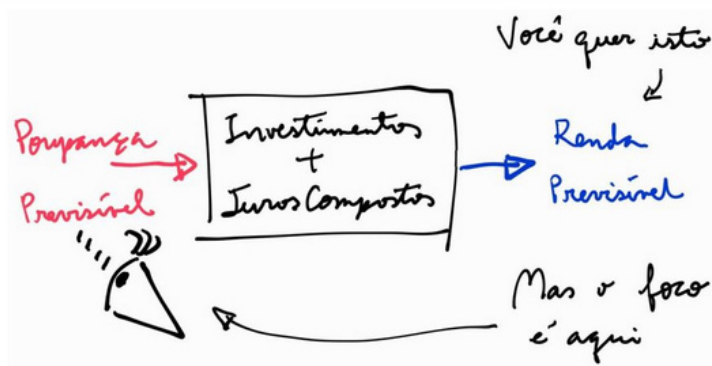 Você quer isto
Poupança
Previsível
Investimentos
+
Juros Compostos
Renda
Previsível
Mas o foco
é aqui